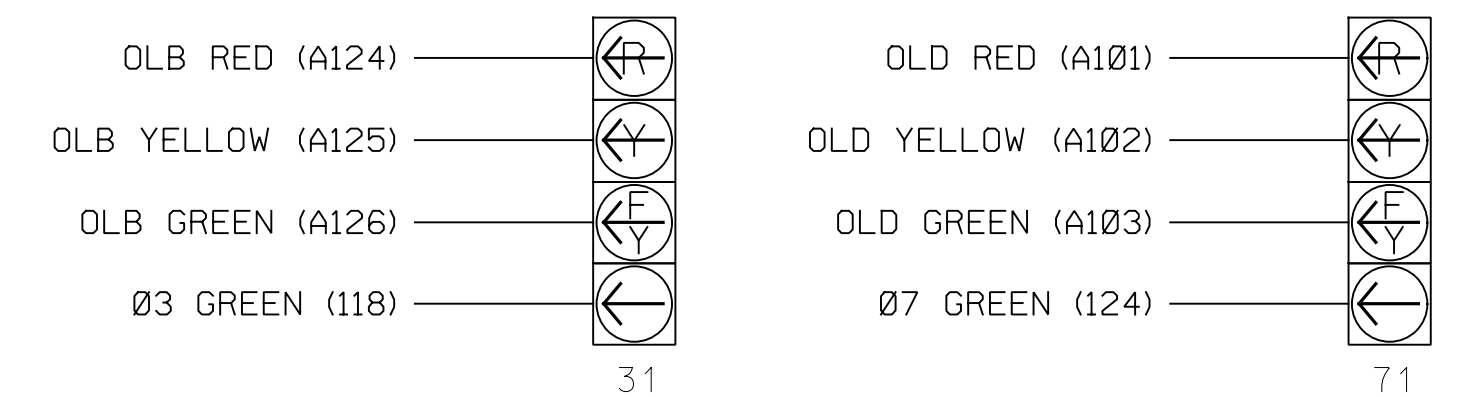 OLB RED (A124)
R
OLB YELLOW (A125)
Y
OLB GREEN (A126)
F
Y
Ø3 GREEN (118)
31
OLD RED (A1Ø1)
R
OLD YELLOW (A1Ø2)
Y
OLD GREEN (A1Ø3)
F
Y
Ø7 GREEN (124)
71